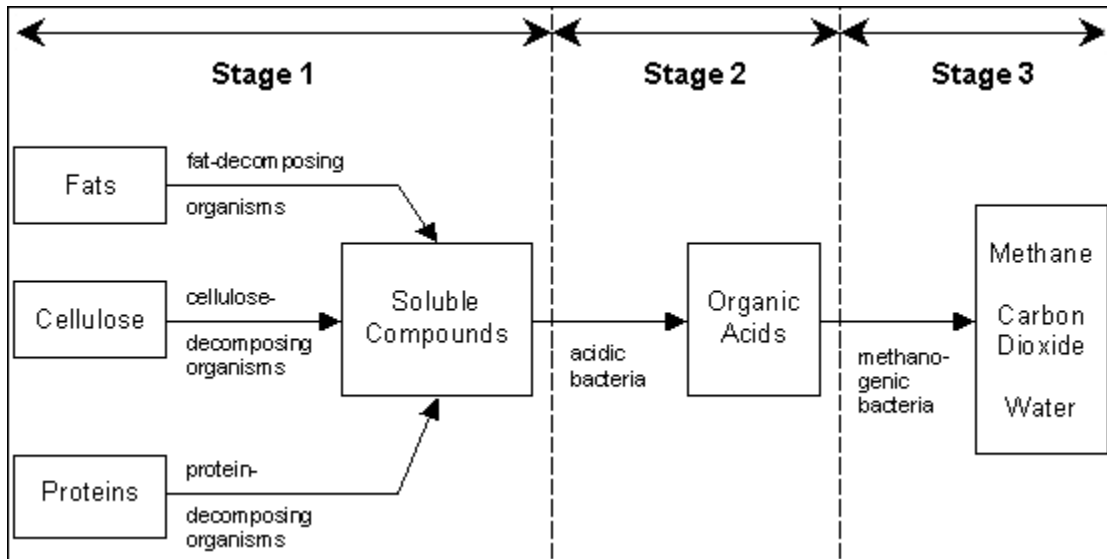 Stage 1
Stage 2
Stage 3
Fats
fat-decomposing
organisms
Cellulose
cellulose-
decomposing
organisms
Proteins
protein-
decomposing
organisms
Soluble
Compounds
acidic
bacteria
Organic
Acids
methano-
genic
bacteria
Methane
Carbon
Dioxide
Water